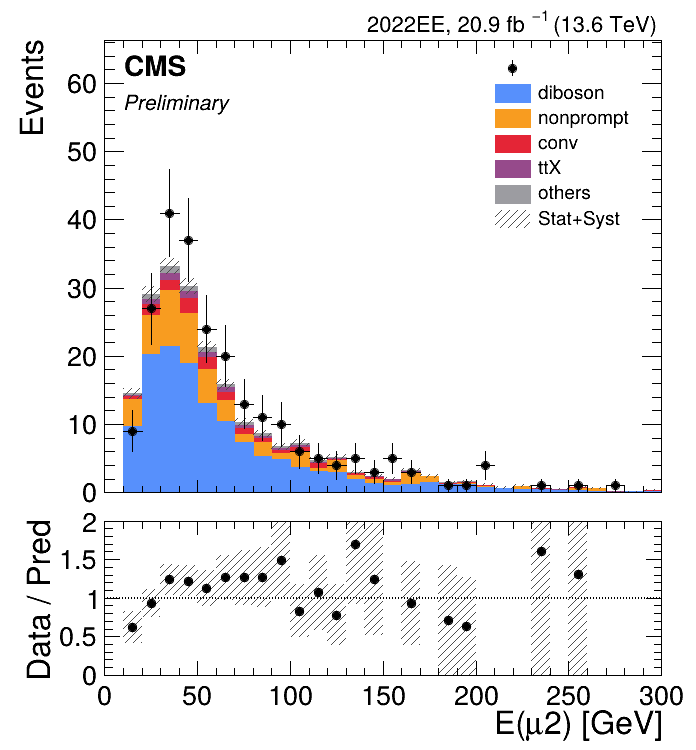 2022EE, 20.9 fb⁻¹ (13.6 TeV)
CMS
Preliminary
diboson
nonprompt
conv
ttX
others
Stat+Syst
Events
60
50
40
30
20
10
0
Data / Pred
2
1.5
1
0.5
0
0 50 100 150 200 250 300
E(μ2) [GeV]